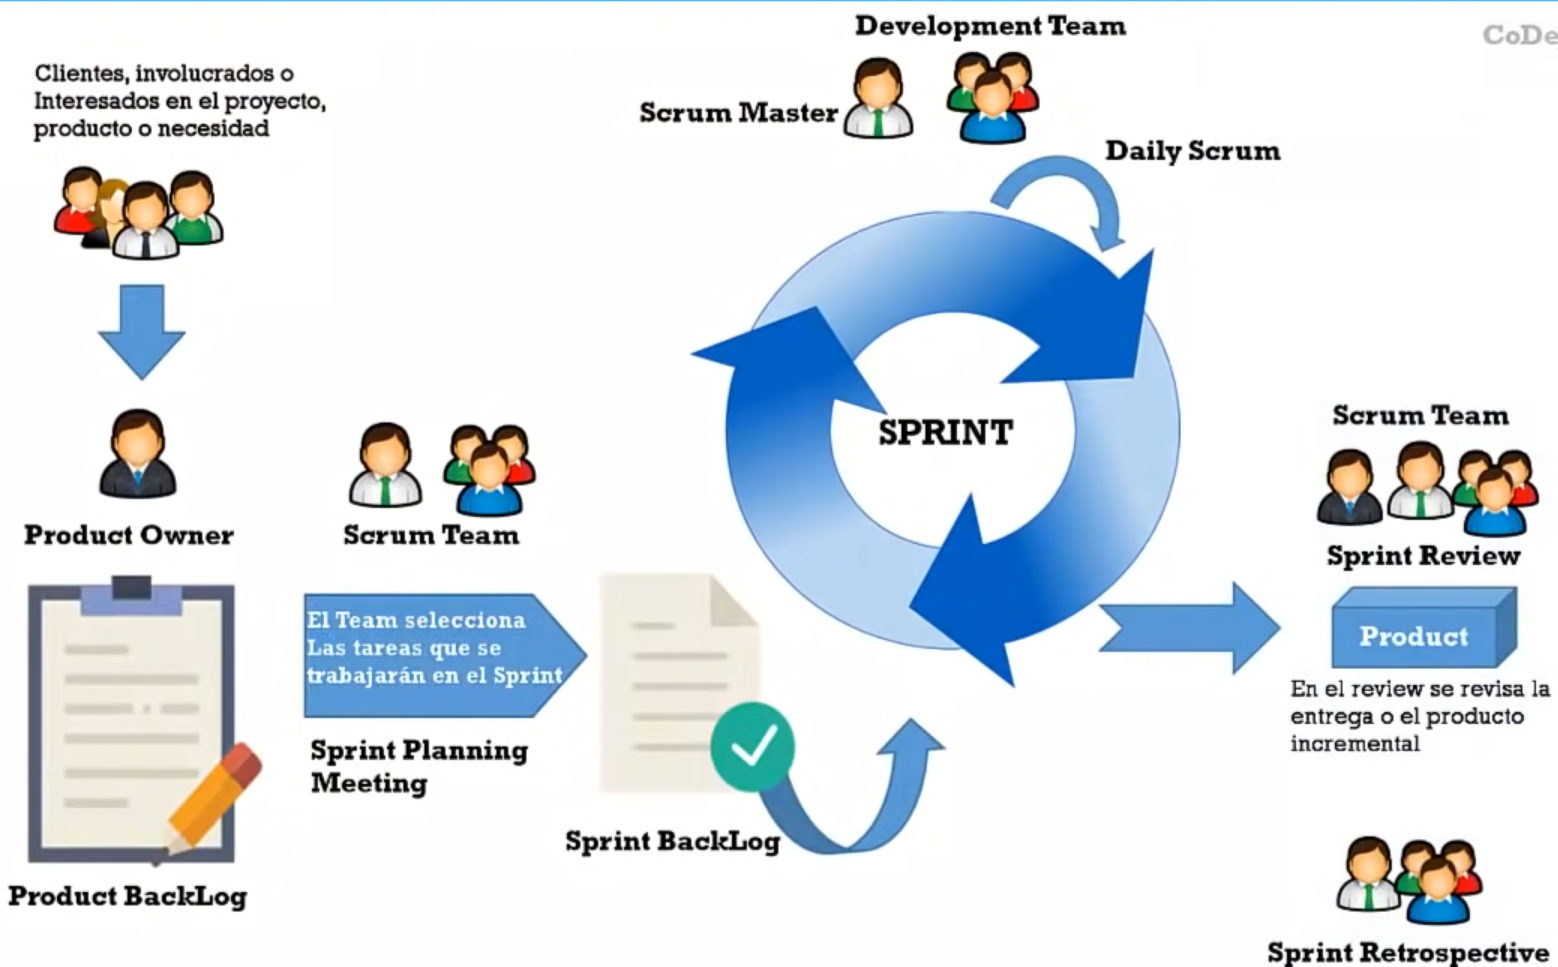 Development Team
CoDe
Clientes, involucrados o
Interesados en el proyecto,
producto o necesidad
Scrum Master
Daily Scrum
SPRINT
Scrum Team
Product Owner
Scrum Team
Sprint Review
El Team selecciona
Las tareas que se
trabajarán en el Sprint
Product
En el review se revisa la
entrega o el producto
incremental
Sprint Planning
Meeting
Sprint BackLog
Product BackLog
Sprint Retrospective